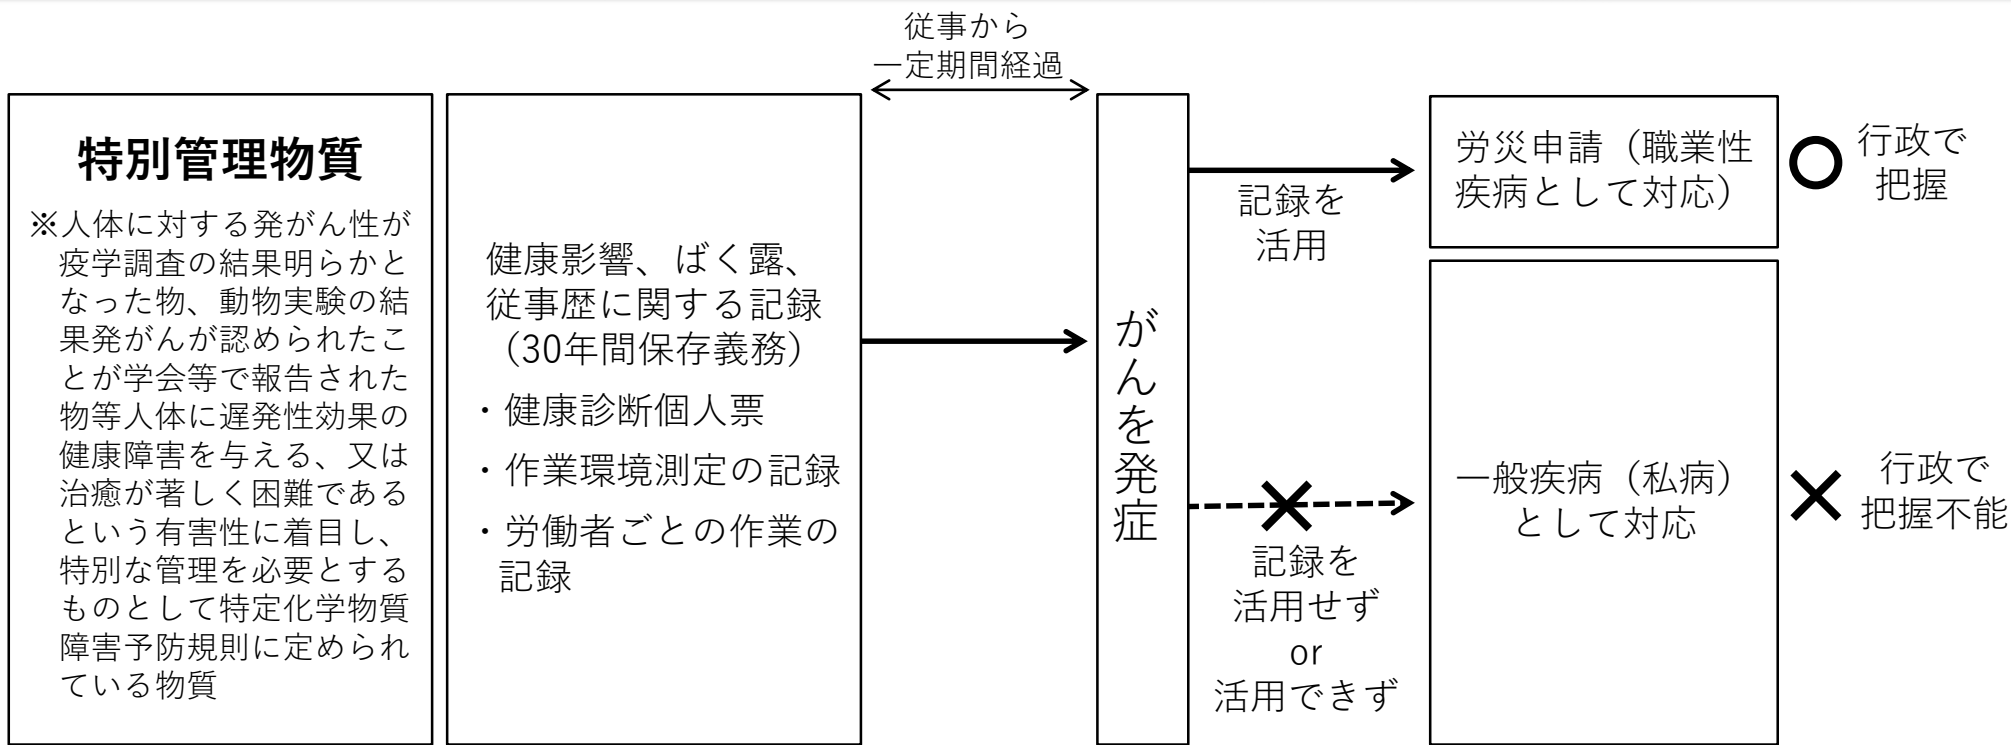 従事から
一定期間経過
特別管理物質
※人体に対する発がん性が
疫学調査の結果明らかと
なった物、動物実験の結
果発がんが認められたこ
とが学会等で報告された
物等人体に遅発性効果の
健康障害を与える、又は
治癒が著しく困難である
という有害性に着目し、
特別な管理を必要とする
ものとして特定化学物質
障害予防規則に定められ
ている物質
健康影響、ばく露、
従事歴に関する記録
（30年間保存義務）
・健康診断個人票
・作業環境測定の記録
・労働者ごとの作業の
記録
がんを発症
記録を
活用
労災申請（職業性
疾病として対応）
行政で
把握
記録を
活用せず
or
活用できず
一般疾病（私病）
として対応
行政で
把握不能